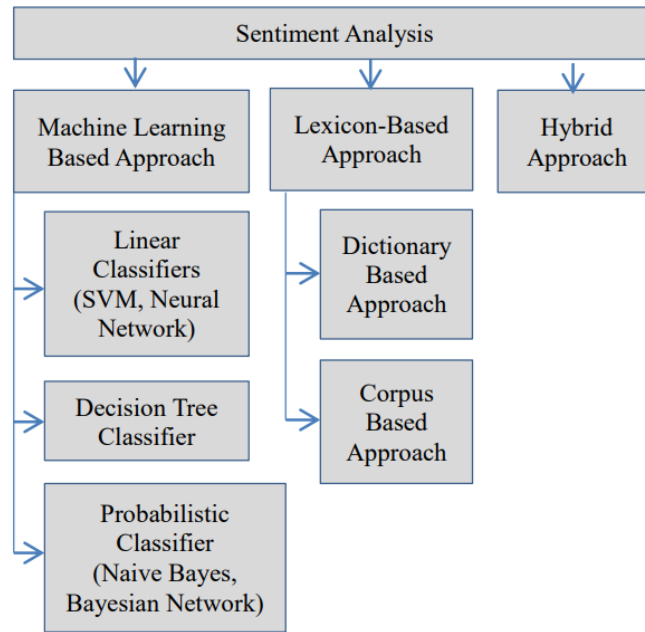 Sentiment Analysis
Machine Learning
Based Approach
Lexicon-Based
Approach
Hybrid
Approach
Linear
Classifiers
(SVM, Neural
Network)
Decision Tree
Classifier
Probabilistic
Classifier
(Naive Bayes,
Bayesian Network)
Dictionary
Based
Approach
Corpus
Based
Approach